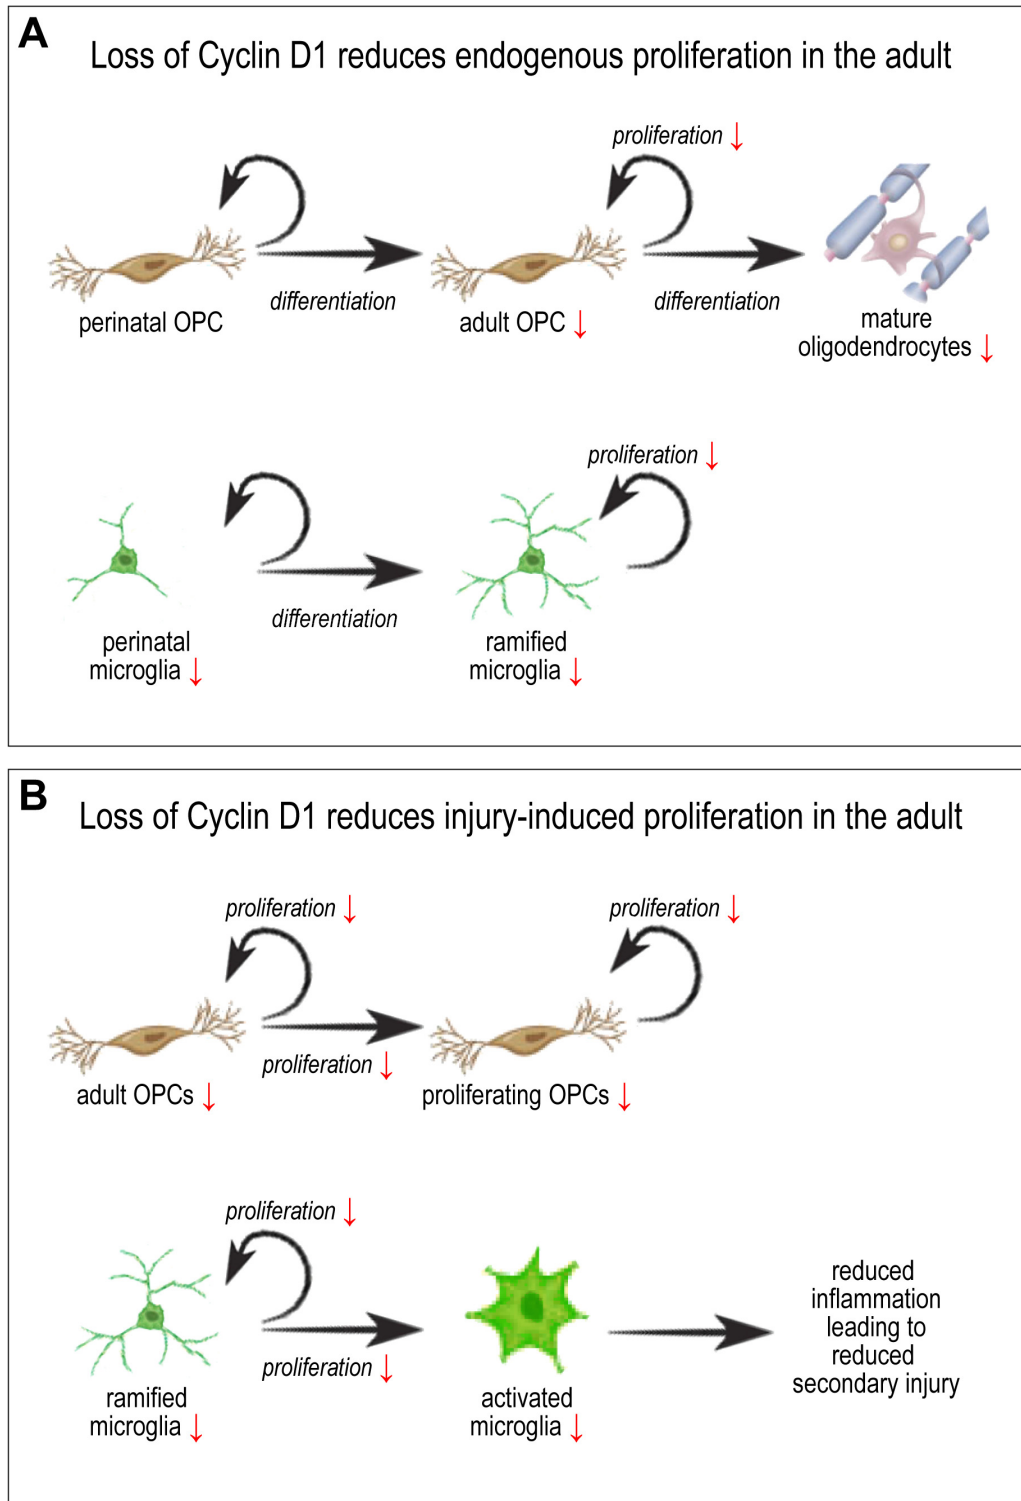 A
Loss of Cyclin D1 reduces endogenous proliferation in the adult
proliferation ↓
differentiation
differentiation
perinatal OPC
adult OPC ↓
mature
oligodendrocytes ↓
proliferation ↓
differentiation
perinatal
microglia ↓
ramified
microglia ↓
B
Loss of Cyclin D1 reduces injury-induced proliferation in the adult
proliferation ↓
proliferation ↓
proliferation ↓
adult OPCs ↓
proliferating OPCs ↓
proliferation ↓
proliferation ↓
ramified
microglia ↓
activated
microglia ↓
reduced
inflammation
leading to
reduced
secondary injury